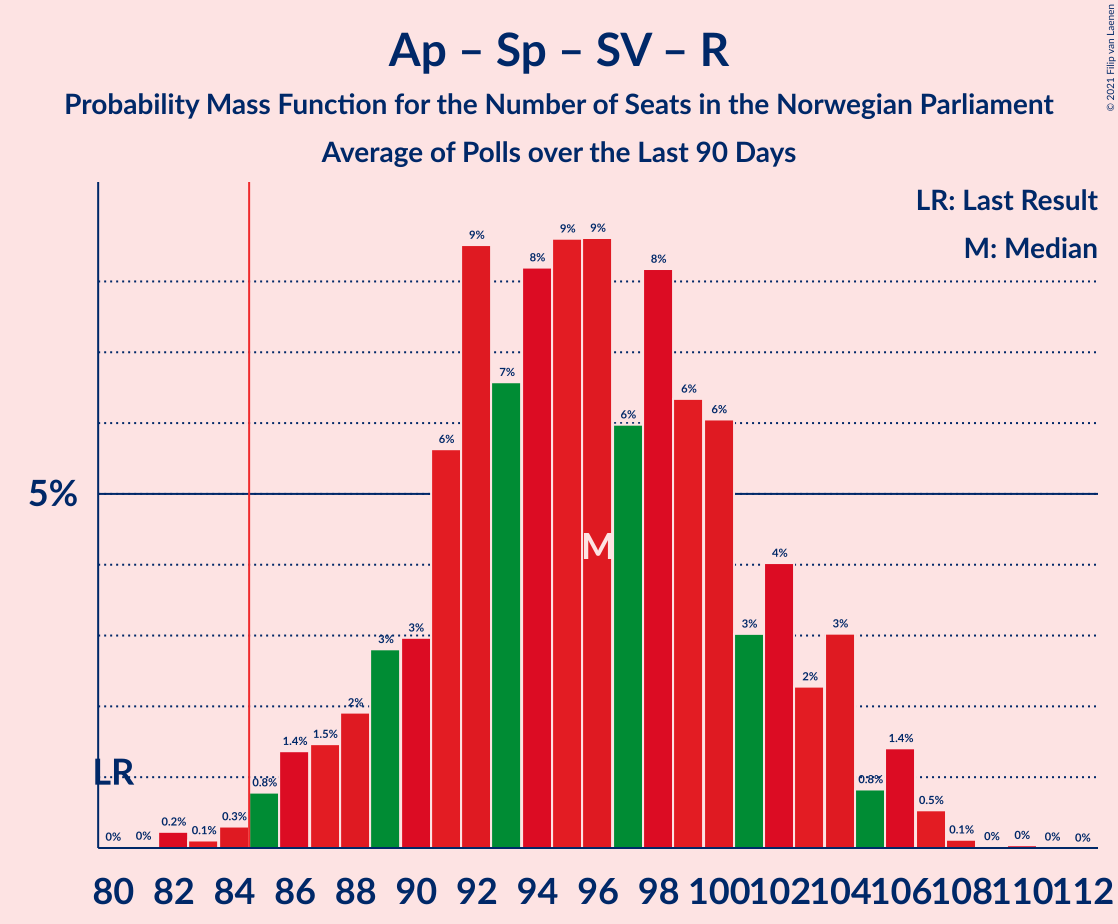 Ap – Sp – SV – R
Probability Mass Function for the Number of Seats in the Norwegian Parliament
Average of Polls over the Last 90 Days
© 2021 Filip van Laenen
LR: Last Result
M: Median
5%
LR
M
0% 0% 0.2% 0.1% 0.3% 0.8% 1.4% 1.5% 2% 3% 3% 6% 9% 7% 8% 9% 9% 6% 8% 6% 6% 3% 4% 2% 3% 0.8% 1.4% 0.5% 0.1% 0% 0% 0% 0%
80 82 84 86 88 90 92 94 96 98 100 102 104 106 108 110 112